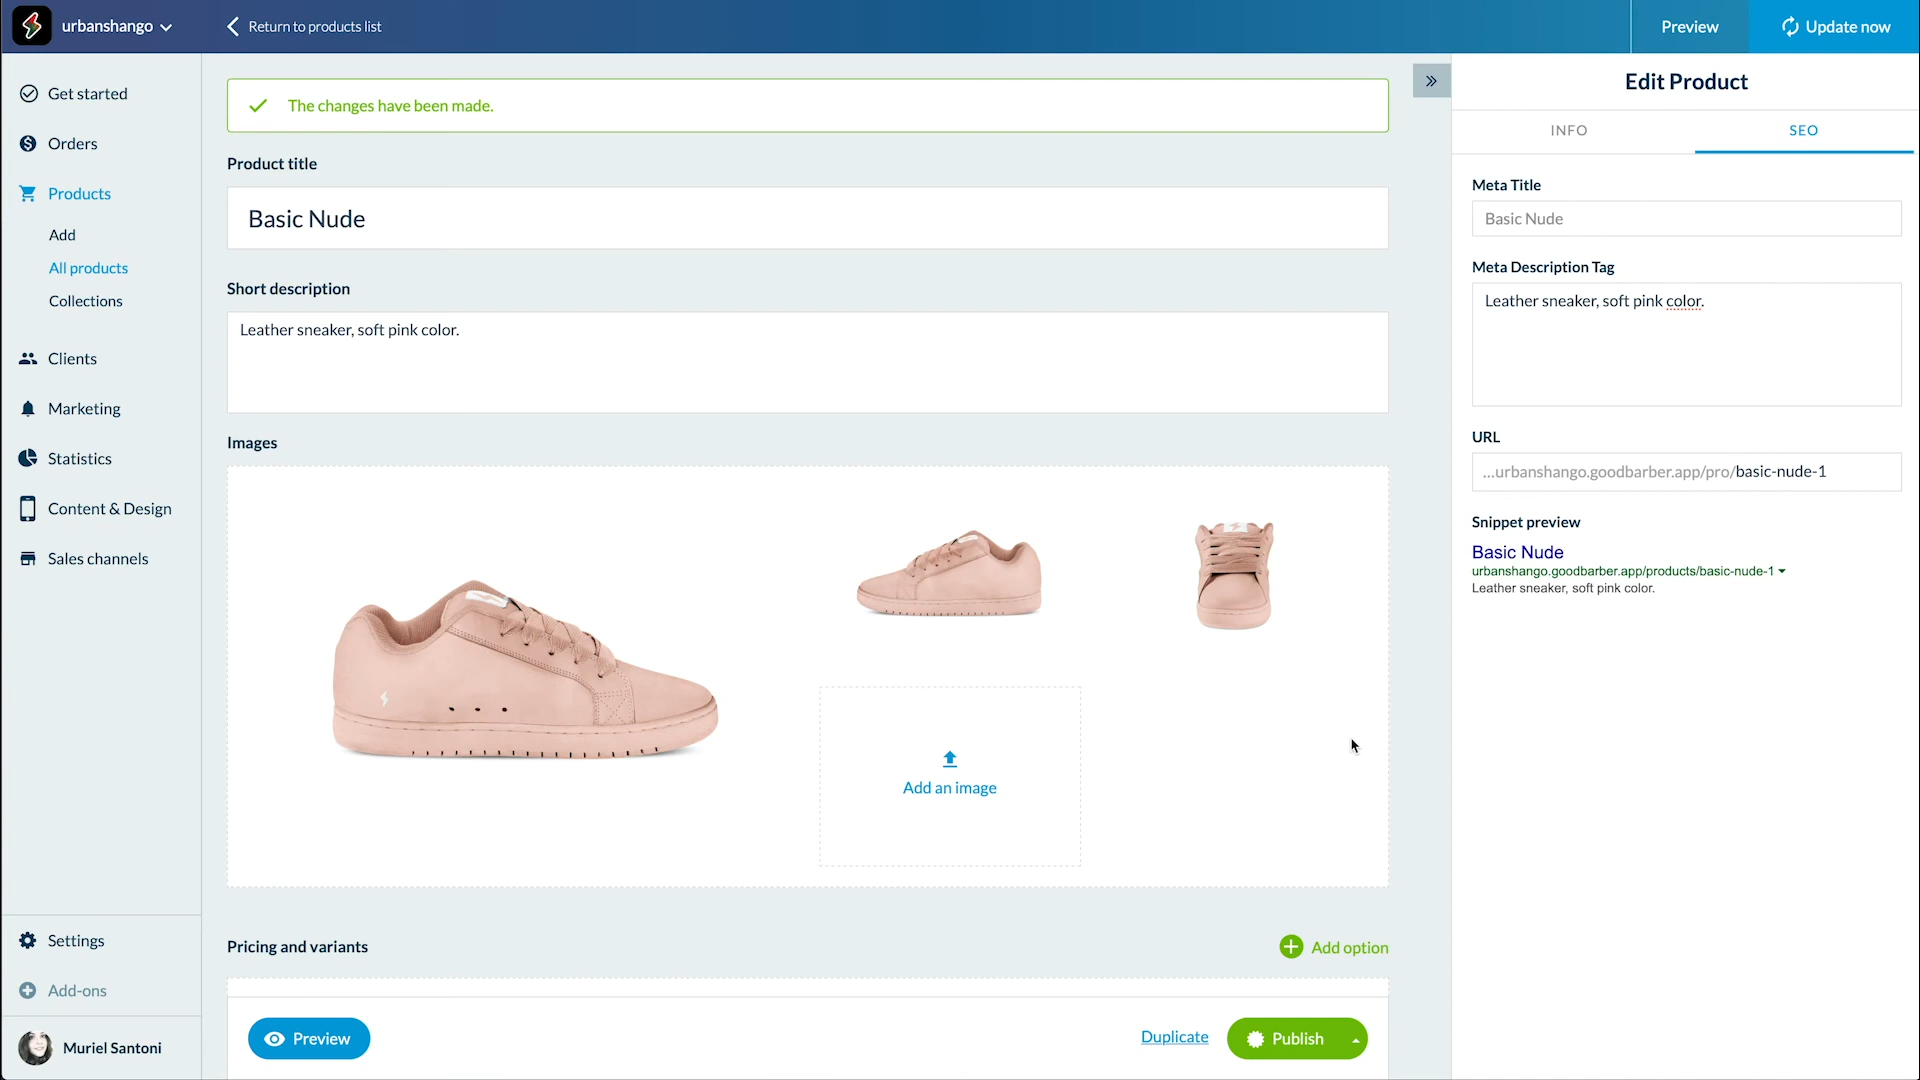 urbanshango
Return to products list
Preview
Update now
Get started
Orders
Products
Add
All products
Collections
Clients
Marketing
Statistics
Content & Design
Sales channels
Settings
Add-ons
Muriel Santoni
The changes have been made.
Product title
Basic Nude
Short description
Leather sneaker, soft pink color.
Images
Add an image
Pricing and variants
Add option
Preview
Duplicate
Publish
Edit Product
INFO
SEO
Meta Title
Basic Nude
Meta Description Tag
Leather sneaker, soft pink color.
URL
...urbanshango.goodbarber.app/pro/basic-nude-1
Snippet preview
Basic Nude
urbanshango.goodbarber.app/products/basic-nude-1
Leather sneaker, soft pink color.